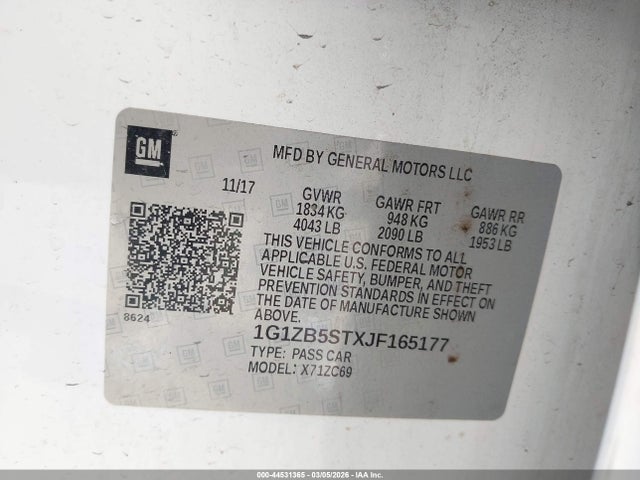 GM
MFD BY GENERAL MOTORS LLC
11/17
GVWR
1834 KG
4043 LB
GAWR FRT
948 KG
2090 LB
GAWR RR
886 KG
1953 LB
THIS VEHICLE CONFORMS TO ALL
APPLICABLE U.S. FEDERAL MOTOR
VEHICLE SAFETY, BUMPER, AND THEFT
PREVENTION STANDARDS IN EFFECT ON
THE DATE OF MANUFACTURE SHOWN
ABOVE.
8624
1G1ZB5STXJF165177
TYPE: PASS CAR
MODEL: X71ZC69
000-44531365 - 03/05/2026 - IAA Inc.